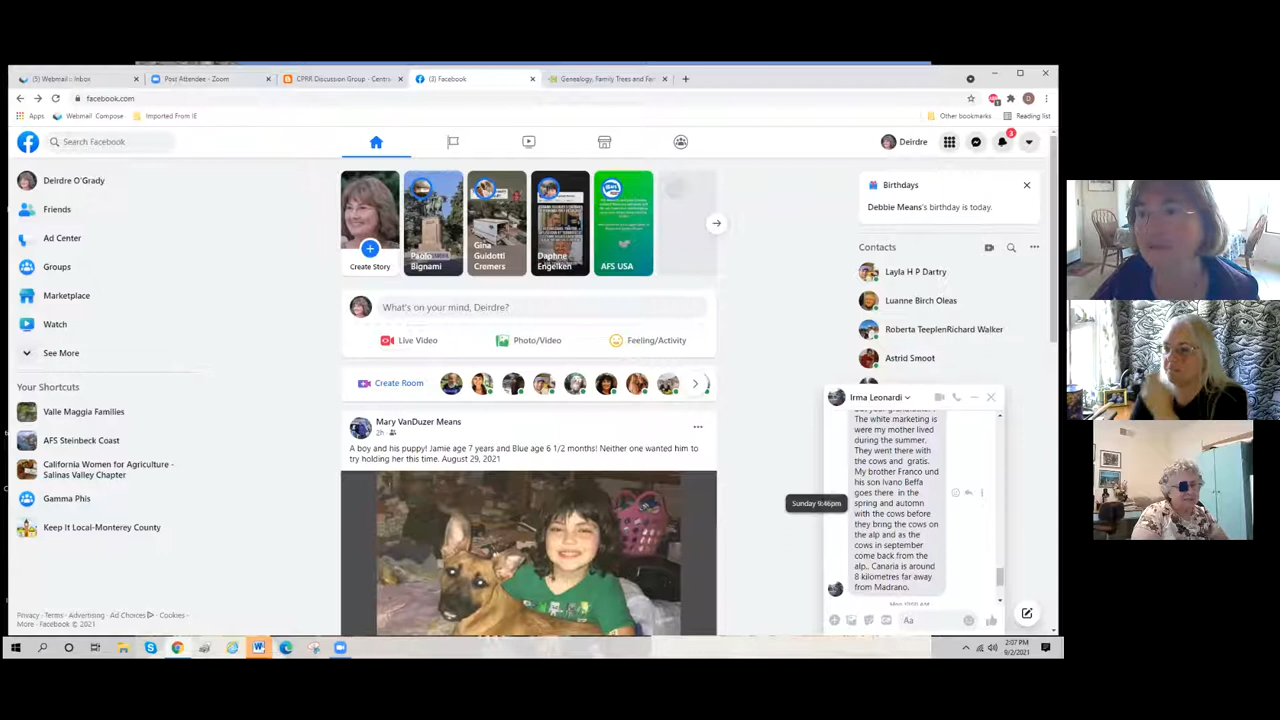 (5) Webmail :: Inbox
Post Attendee - Zoom
CPRR Discussion Group - Centra
(3) Facebook
Genealogy, Family Trees and Far
facebook.com
Apps
Webmail Compose
Imported From IE
Other bookmarks
Reading list
Search Facebook
Deirdre
3
Deirdre O'Grady
Friends
Ad Center
Groups
Marketplace
Watch
See More
Your Shortcuts
Valle Maggia Families
AFS Steinbeck Coast
California Women for Agriculture -
Salinas Valley Chapter
Gamma Phis
Keep It Local-Monterey County
Privacy · Terms · Advertising · Ad Choices · Cookies ·
More · Facebook © 2021
Create Story
Paolo
Bignami
Gina
Guidotti
Cremers
Daphne
Engelken
AFS USA
What's on your mind, Deirdre?
Live Video
Photo/Video
Feeling/Activity
Create Room
Mary VanDuzer Means
2h
A boy and his puppy! Jamie age 7 years and Blue age 6 1/2 months! Neither one wanted him to
try holding her this time. August 29, 2021
Birthdays
Debbie Means's birthday is today.
Contacts
Layla H P Dartry
Luanne Birch Oleas
Roberta TeeplenRichard Walker
Astrid Smoot
Irma Leonardi
The white marketing is
were my mother lived
during the summer.
They went there with
the cows and gratis.
My brother Franco und
his son Ivano Beffa
goes there in the
spring and automn
with the cows before
they bring the cows on
the alp and as the
cows in september
come back from the
alp.. Canaria is around
8 kilometres far away
from Madrano.
Sunday 9:46pm
Aa
2:07 PM
9/2/2021